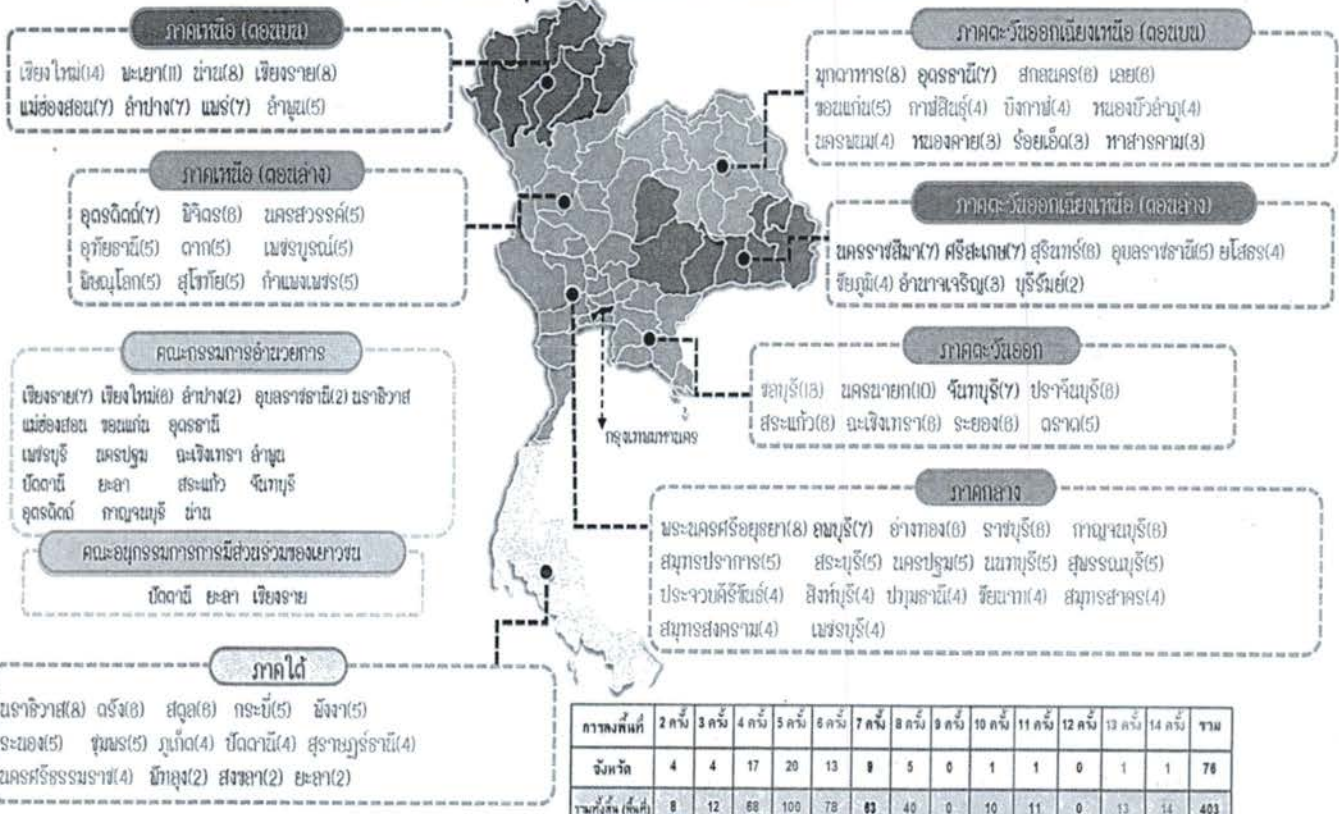 ภาคเหนือ (ตอนบน)
เชียงใหม่(14) พะเยา(11) น่าน(8) เชียงราย(8)
แม่ฮ่องสอน(7) ลำปาง(7) แพร่(7) ลำพูน(5)
ภาคเหนือ (ตอนล่าง)
อุตรดิตถ์(7) พิจิตร(6) นครสวรรค์(5)
อุทัยธานี(5) ตาก(5) เพชรบูรณ์(5)
พิษณุโลก(5) สุโขทัย(5) กำแพงเพชร(5)
คณะกรรมการอำนวยการ
เชียงราย(7) เชียงใหม่(6) ลำปาง(2) อุบลราชธานี(2) นราธิวาส
แม่ฮ่องสอน ขอนแก่น อุดรธานี
เพชรบุรี นครปฐม ฉะเชิงเทรา ลำพูน
ปัตตานี ยะลา สระแก้ว จันทบุรี
อุตรดิตถ์ กาญจนบุรี น่าน
คณะอนุกรรมการการมีส่วนร่วมของเยาวชน
ปัตตานี ยะลา เชียงราย
ภาคใต้
นราธิวาส(8) ตรัง(6) สตูล(6) กระบี่(5) พังงา(5)
ระนอง(5) ชุมพร(5) ภูเก็ต(4) ปัตตานี(4) สุราษฎร์ธานี(4)
นครศรีธรรมราช(4) พัทลุง(2) สงขลา(2) ยะลา(2)
ภาคตะวันออกเฉียงเหนือ (ตอนบน)
มุกดาหาร(8) อุดรธานี(7) สกลนคร(6) เลย(6)
ขอนแก่น(5) กาฬสินธุ์(4) บึงกาฬ(4) หนองบัวลำภู(4)
นครพนม(4) หนองคาย(3) ร้อยเอ็ด(3) หาสารคาม(3)
ภาคตะวันออกเฉียงเหนือ (ตอนล่าง)
นครราชสีมา(7) ศรีสะเกษ(7) สุรินทร์(6) อุบลราชธานี(5) ยโสธร(4)
ชัยภูมิ(4) อำนาจเจริญ(3) บุรีรัมย์(2)
ภาคตะวันออก
ชลบุรี(13) นครนายก(10) จันทบุรี(7) ปราจีนบุรี(6)
สระแก้ว(6) ฉะเชิงเทรา(6) ระยอง(6) ตราด(5)
กรุงเทพมหานคร
ภาคกลาง
พระนครศรีอยุธยา(8) ลพบุรี(7) อ่างทอง(6) ราชบุรี(6) กาญจนบุรี(6)
สมุทรปราการ(5) สระบุรี(5) นครปฐม(5) นนทบุรี(5) สุพรรณบุรี(5)
ประจวบคีรีขันธ์(4) สิงห์บุรี(4) ปทุมธานี(4) ชัยนาท(4) สมุทรสาคร(4)
สมุทรสงคราม(4) เพชรบุรี(4)
การลงพื้นที่ 2 ครั้ง 3 ครั้ง 4 ครั้ง 5 ครั้ง 6 ครั้ง 7 ครั้ง 8 ครั้ง 9 ครั้ง 10 ครั้ง 11 ครั้ง 12 ครั้ง 13 ครั้ง 14 ครั้ง รวม
จังหวัด 4 4 17 20 13 9 5 0 1 1 0 1 1 76
รวมทั้งสิ้น (พื้นที่) 8 12 68 100 78 63 40 0 10 11 0 13 14 403